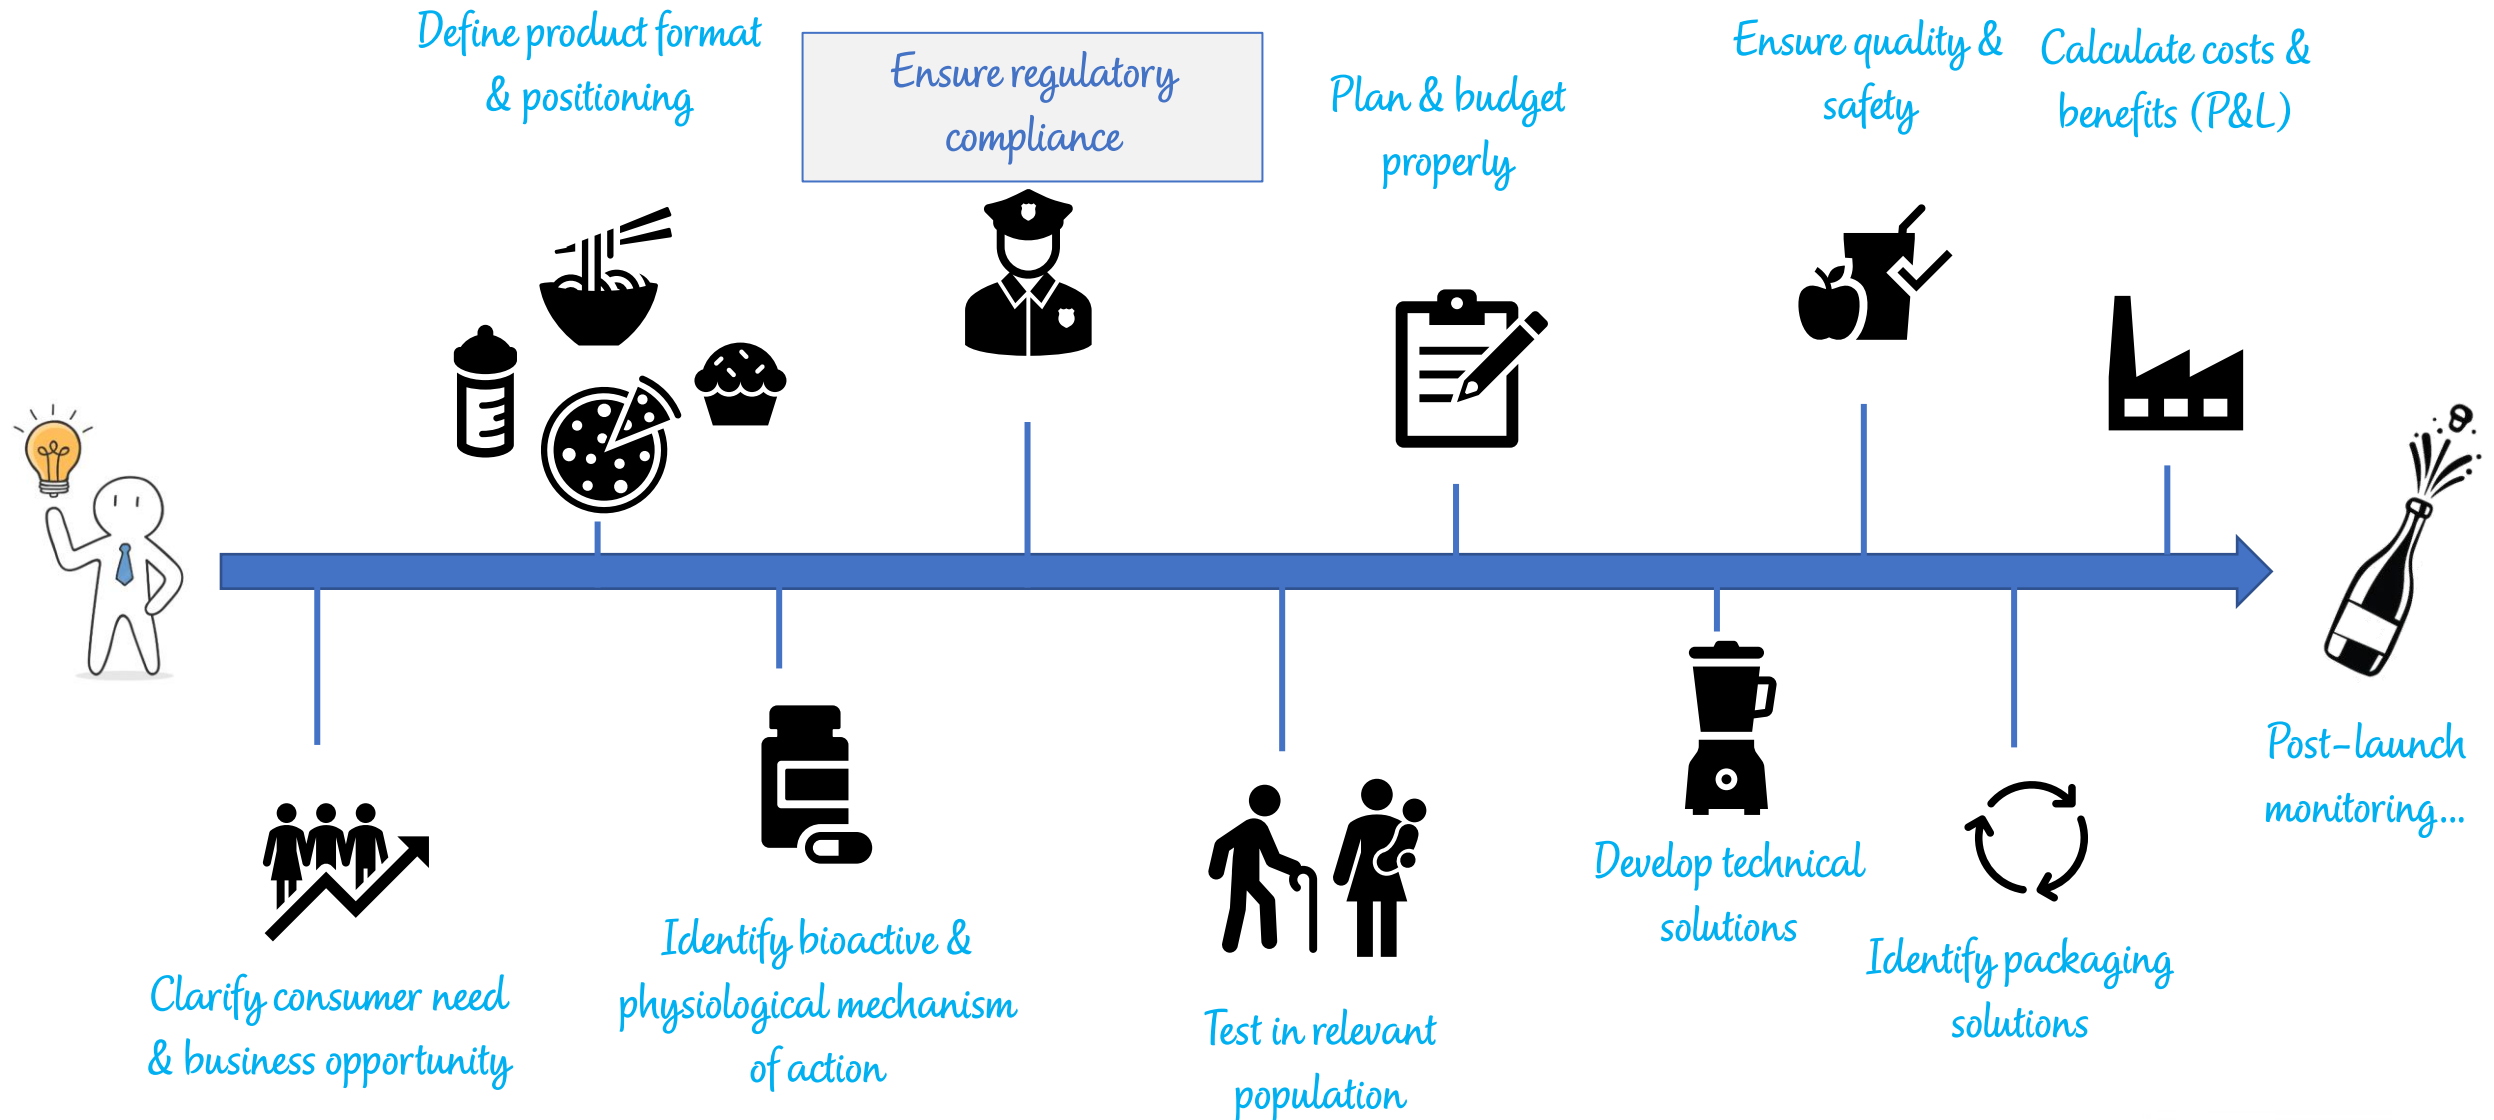 Define product format
& positioning
Ensure regulatory
compliance
Plan & budget
properly
Ensure quality &
safety
Calculate costs &
benefits (P&L)
Clarify consumer need
& business opportunity
Identify bioactive &
physiological mechanism
of action
Test in relevant
population
Develop technical
solutions
Identify packaging
solutions
Post-launch
monitoring...